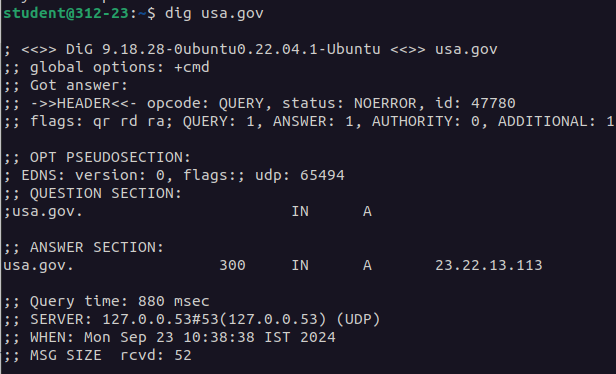 student@312-23:~$ dig usa.gov
; <<>> DiG 9.18.28-0ubuntu0.22.04.1-Ubuntu <<>> usa.gov
;; global options: +cmd
;; Got answer:
;; ->>HEADER<<- opcode: QUERY, status: NOERROR, id: 47780
;; flags: qr rd ra; QUERY: 1, ANSWER: 1, AUTHORITY: 0, ADDITIONAL: 1
;; OPT PSEUDOSECTION:
; EDNS: version: 0, flags:; udp: 65494
;; QUESTION SECTION:
;usa.gov. IN A
;; ANSWER SECTION:
usa.gov. 300 IN A 23.22.13.113
;; Query time: 880 msec
;; SERVER: 127.0.0.53#53(127.0.0.53) (UDP)
;; WHEN: Mon Sep 23 10:38:38 IST 2024
;; MSG SIZE rcvd: 52